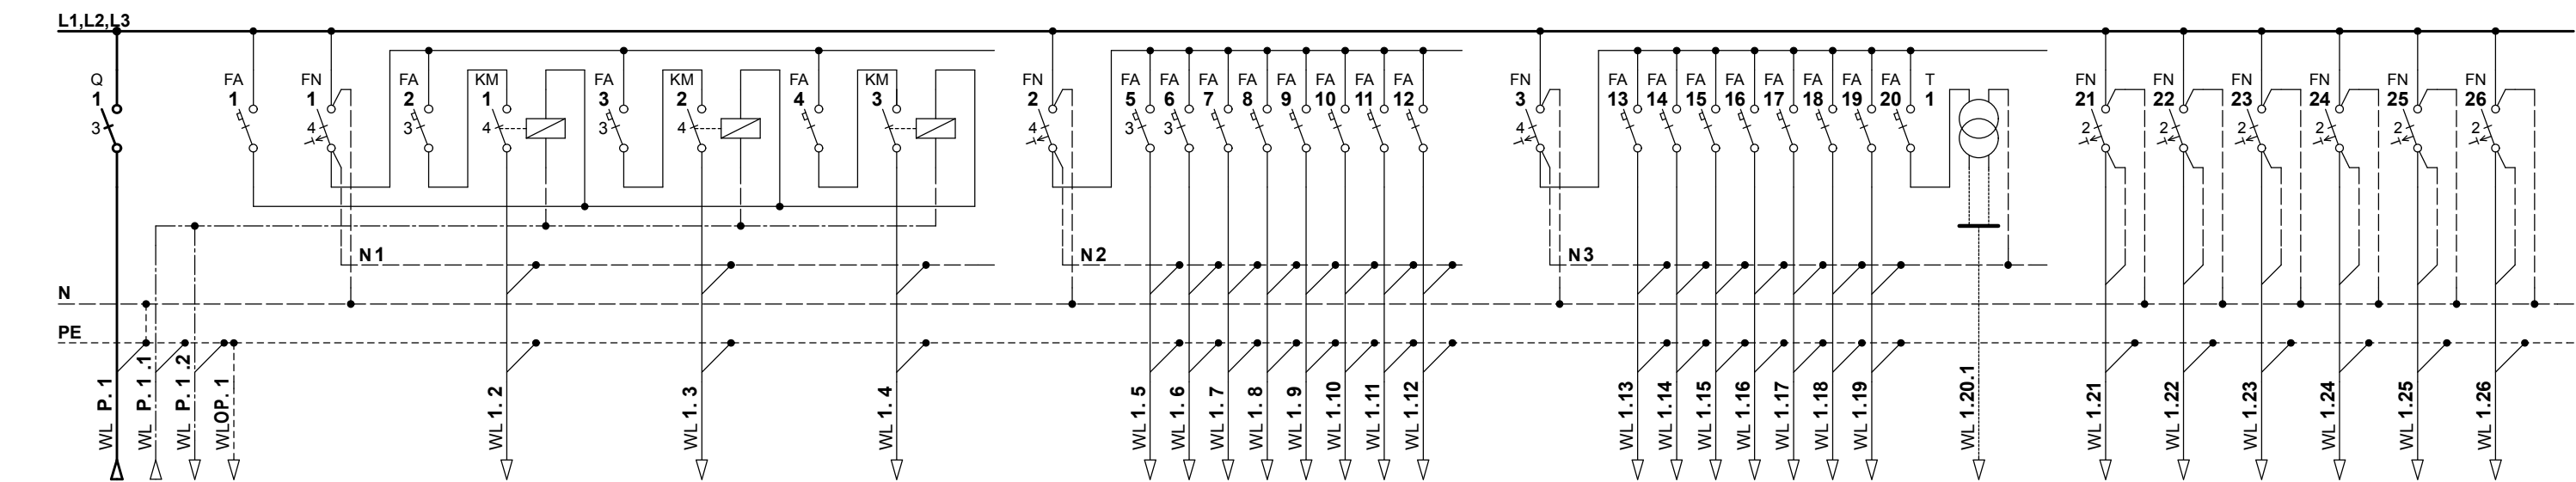 L1,L2,L3
Q FA FN FA KM FA KM FA KM FN FA FA FA FA FA FA FA FA FN FA FA FA FA FA FA FA FA T FN FN FN FN FN FN
1 1 1 2 1 3 2 4 3 2 5 6 7 8 9 10 11 12 3 13 14 15 16 17 18 19 20 1 21 22 23 24 25 26
3 4 3 4 3 4 3 4 3 3 4 2 2 2 2 2 2
N1 N2 N3
N
PE
WL P. 1
WL P. 1 .1
WL P. 1 .2
WLOP. 1
WL 1. 2
WL 1. 3
WL 1. 4
WL 1. 5
WL 1. 6
WL 1. 7
WL 1. 8
WL 1. 9
WL 1.10
WL 1.11
WL 1.12
WL 1.13
WL 1.14
WL 1.15
WL 1.16
WL 1.17
WL 1.18
WL 1.19
WL 1.20.1
WL 1.21
WL 1.22
WL 1.23
WL 1.24
WL 1.25
WL 1.26